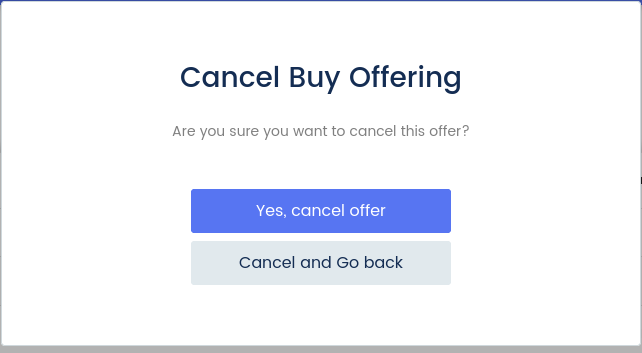 Cancel Buy Offering
Are you sure you want to cancel this offer?
Yes, cancel offer
Cancel and Go back